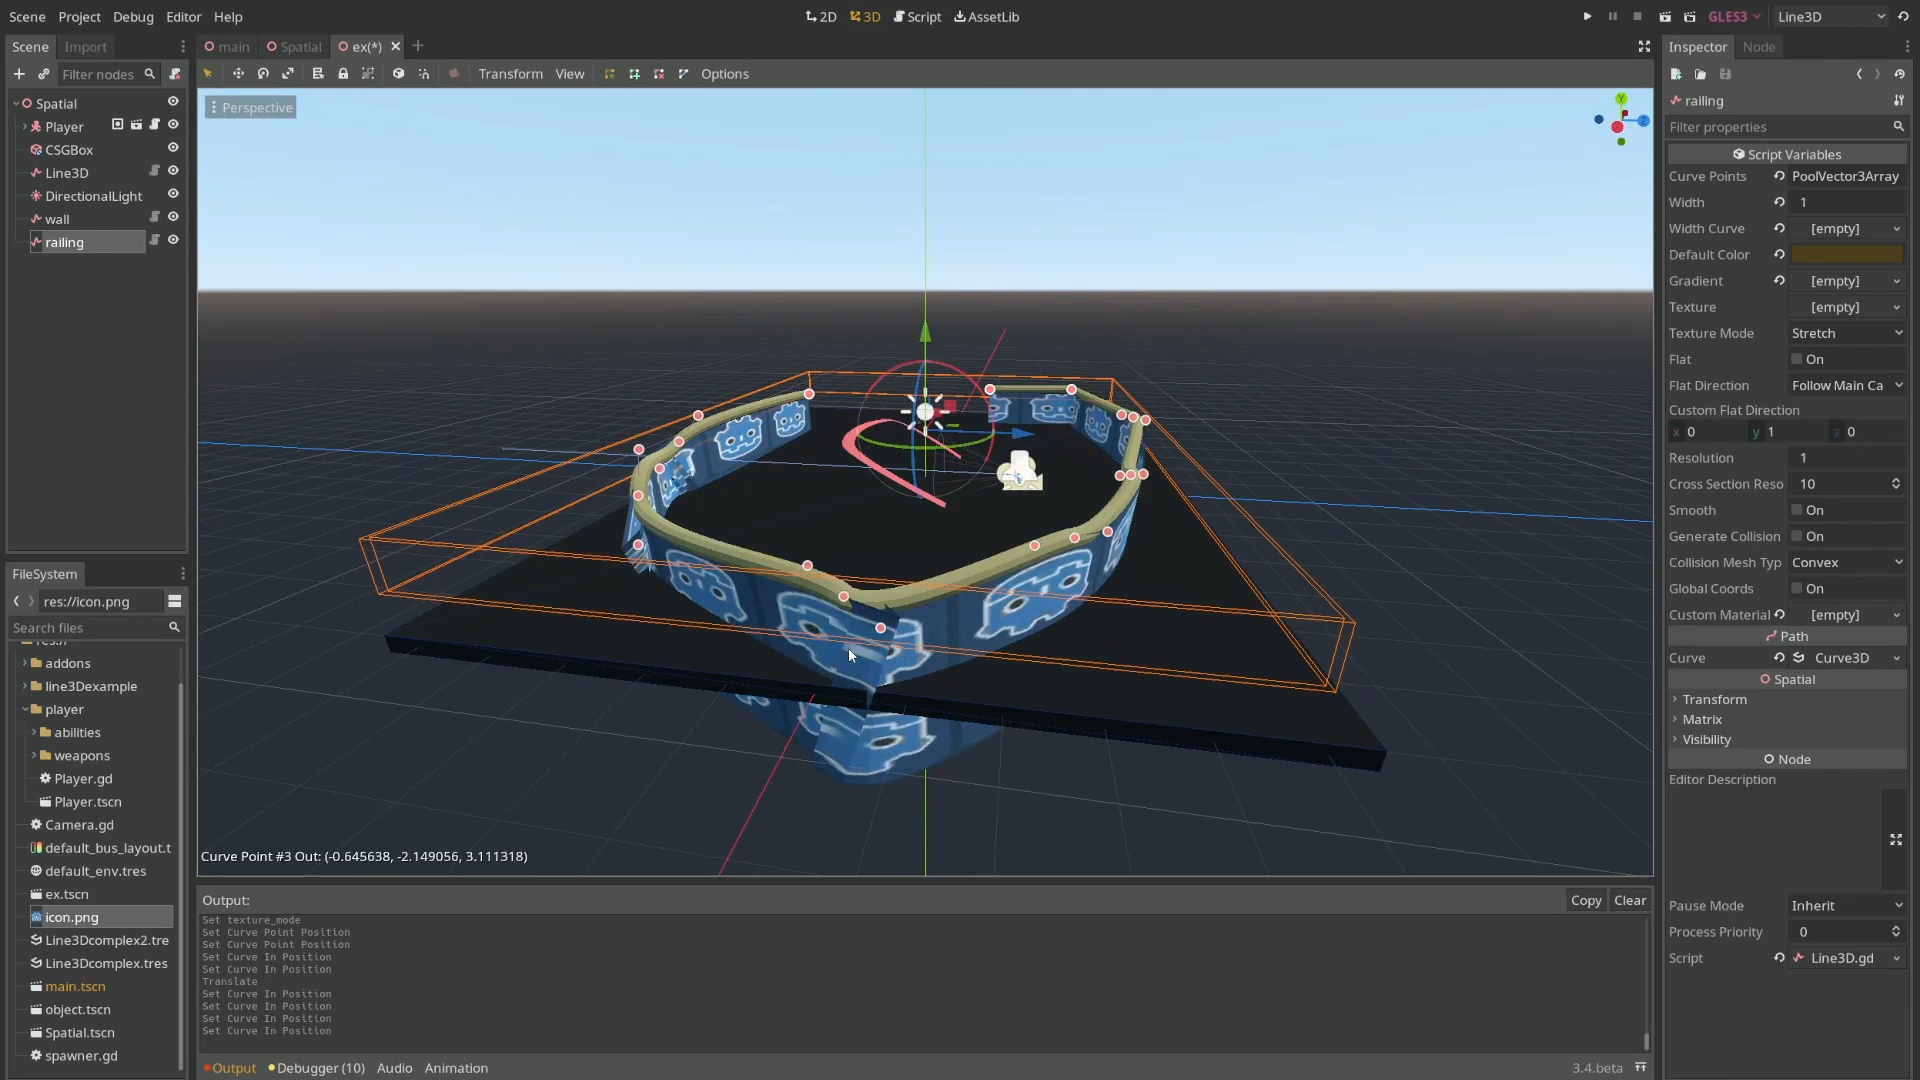 Scene Project Debug Editor Help
2D 3D Script AssetLib
GLES3 Line3D
Scene Import
main Spatial ex(*)
Inspector Node
Filter nodes
Transform View Options
Spatial
Player
CSGBox
Line3D
DirectionalLight
wall
railing
Perspective
Y
Z
railing
Filter properties
Script Variables
Curve Points PoolVector3Array
Width 1
Width Curve [empty]
Default Color
Gradient [empty]
Texture [empty]
Texture Mode Stretch
Flat On
Flat Direction Follow Main Ca
Custom Flat Direction
x 0 y 1 z 0
Resolution 1
Cross Section Reso 10
Smooth On
Generate Collision On
Collision Mesh Typ Convex
Global Coords On
Custom Material [empty]
Path
Curve Curve3D
Spatial
Transform
Matrix
Visibility
Node
Editor Description
Pause Mode Inherit
Process Priority 0
Script Line3D.gd
FileSystem
res://icon.png
Search files
res://
addons
line3Dexample
player
abilities
weapons
Player.gd
Player.tscn
Camera.gd
default_bus_layout.t
default_env.tres
ex.tscn
icon.png
Line3Dcomplex2.tre
Line3Dcomplex.tres
main.tscn
object.tscn
Spatial.tscn
spawner.gd
Curve Point #3 Out: (-0.645638, -2.149056, 3.111318)
Output: Copy Clear
Set texture_mode
Set Curve Point Position
Set Curve Point Position
Set Curve In Position
Set Curve In Position
Translate
Set Curve In Position
Set Curve In Position
Set Curve In Position
Set Curve In Position
Output Debugger (10) Audio Animation 3.4.beta